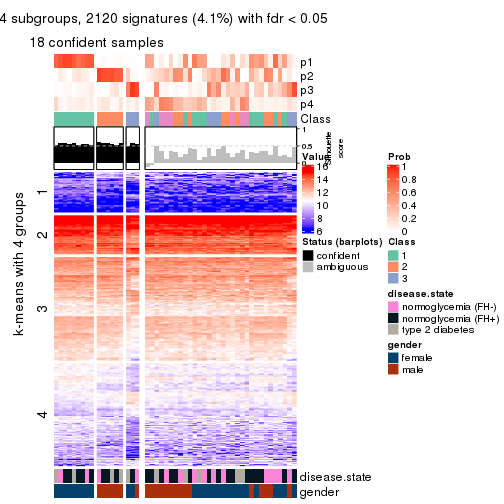 4 subgroups, 2120 signatures (4.1%) with fdr < 0.05
18 confident samples
p1
p2
p3
p4
Class
1
0.5
0
Silhouette
score
k-means with 4 groups
1
2
3
4
disease.state
gender
Value
16
14
12
10
8
6
Status (barplots)
confident
ambiguous
Prob
1
0.8
0.6
0.4
0.2
0
Class
1
2
3
disease.state
normoglycemia (FH-)
normoglycemia (FH+)
type 2 diabetes
gender
female
male